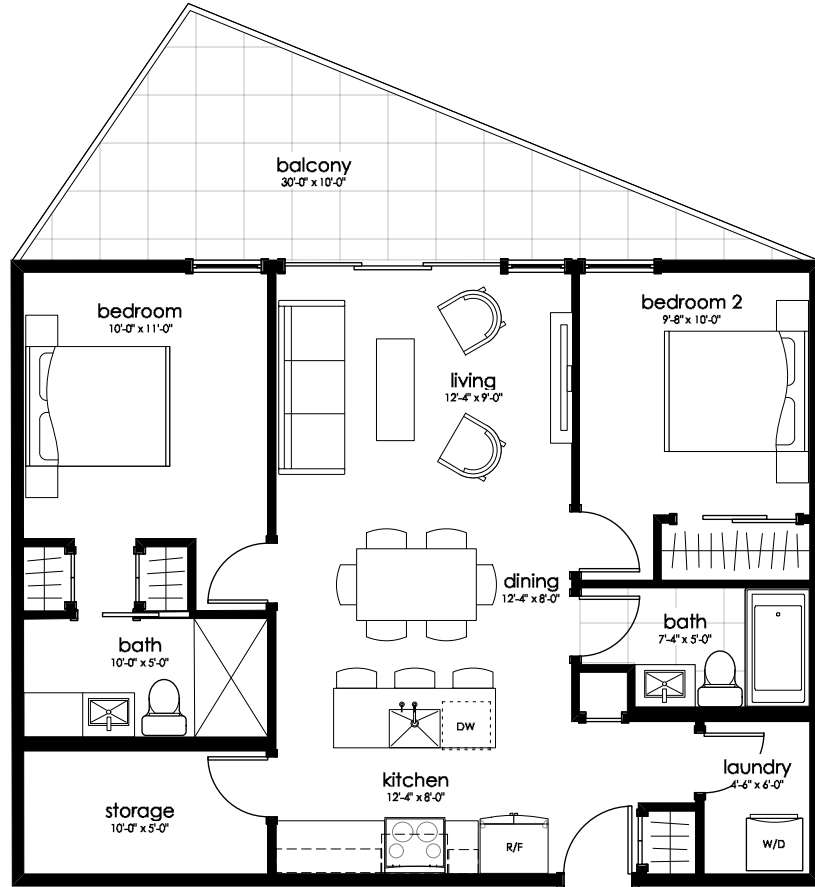 balcony
30'-0" x 10'-0"
bedroom
10'-0" x 11'-0"
bedroom 2
9'-8" x 10'-0"
living
12'-4" x 9'-0"
dining
12'-4" x 8'-0"
bath
10'-0" x 5'-0"
bath
7'-4" x 5'-0"
DW
kitchen
12'-4" x 8'-0"
laundry
4'-6" x 6'-0"
storage
10'-0" x 5'-0"
R/F
W/D